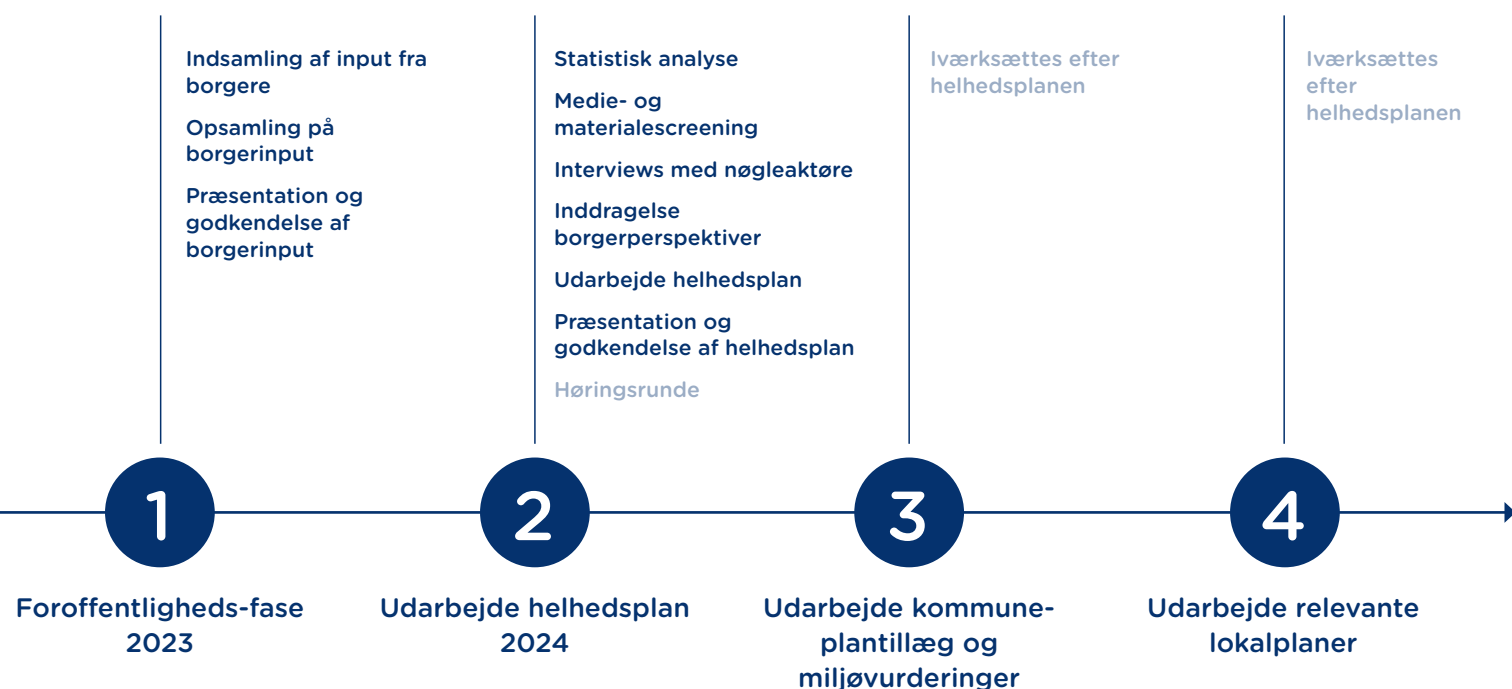 Indsamling af input fra
borgere
Opsamling på
borgerinput
Præsentation og
godkendelse af
borgerinput
Statistisk analyse
Medie- og
materialescreening
Interviews med nøgleaktøre
Inddragelse
borgerperspektiver
Udarbejde helhedsplan
Præsentation og
godkendelse af helhedsplan
Høringsrunde
Iværksættes efter
helhedsplanen
Iværksættes
efter
helhedsplanen
1
2
3
4
Foroffentligheds-fase
2023
Udarbejde helhedsplan
2024
Udarbejde kommune-
plantillæg og
miljøvurderinger
Udarbejde relevante
lokalplaner